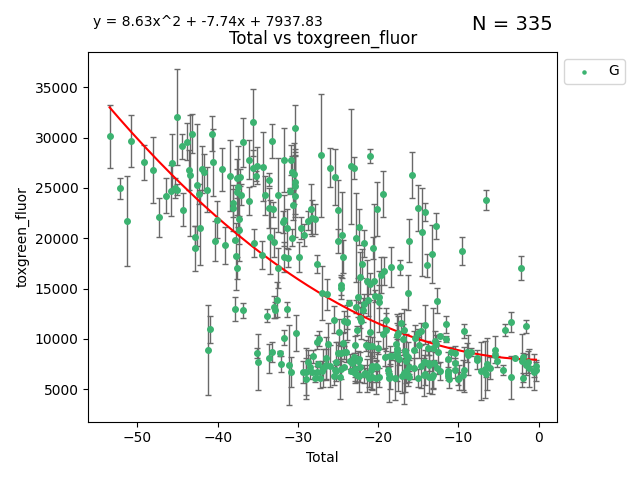 y = 8.63x^2 + -7.74x + 7937.83
N = 335
Total vs toxgreen_fluor
G
35000
30000
25000
20000
15000
10000
5000
toxgreen_fluor
−50 −40 −30 −20 −10 0
Total